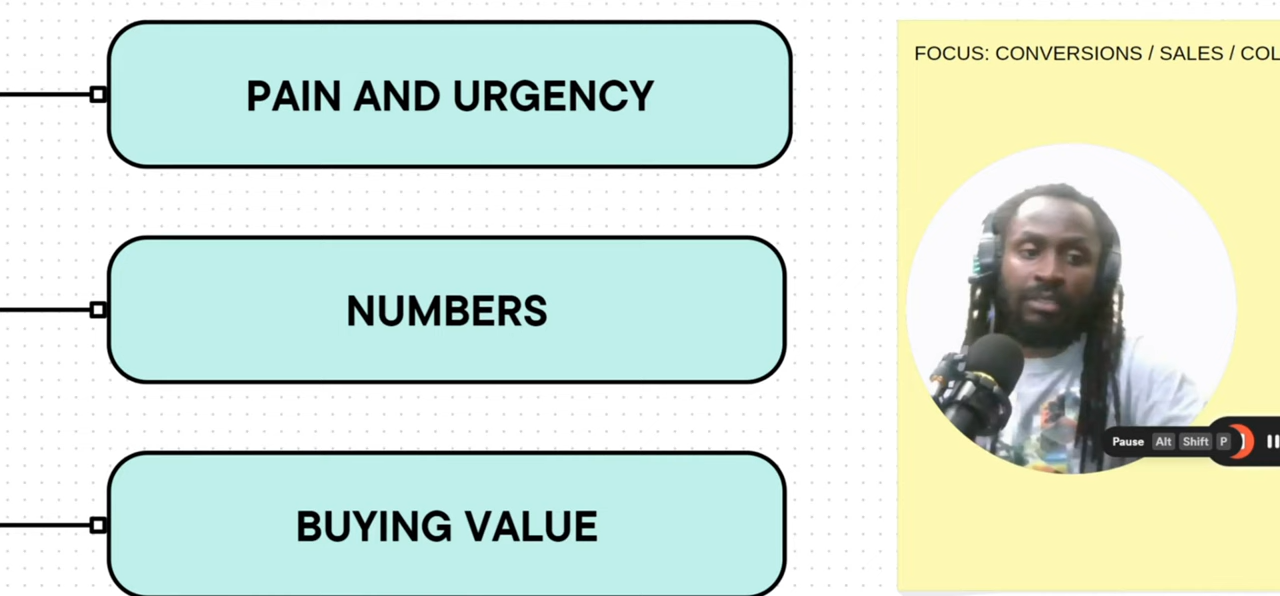 PAIN AND URGENCY
NUMBERS
BUYING VALUE
FOCUS: CONVERSIONS / SALES / COL
Pause Alt Shift P